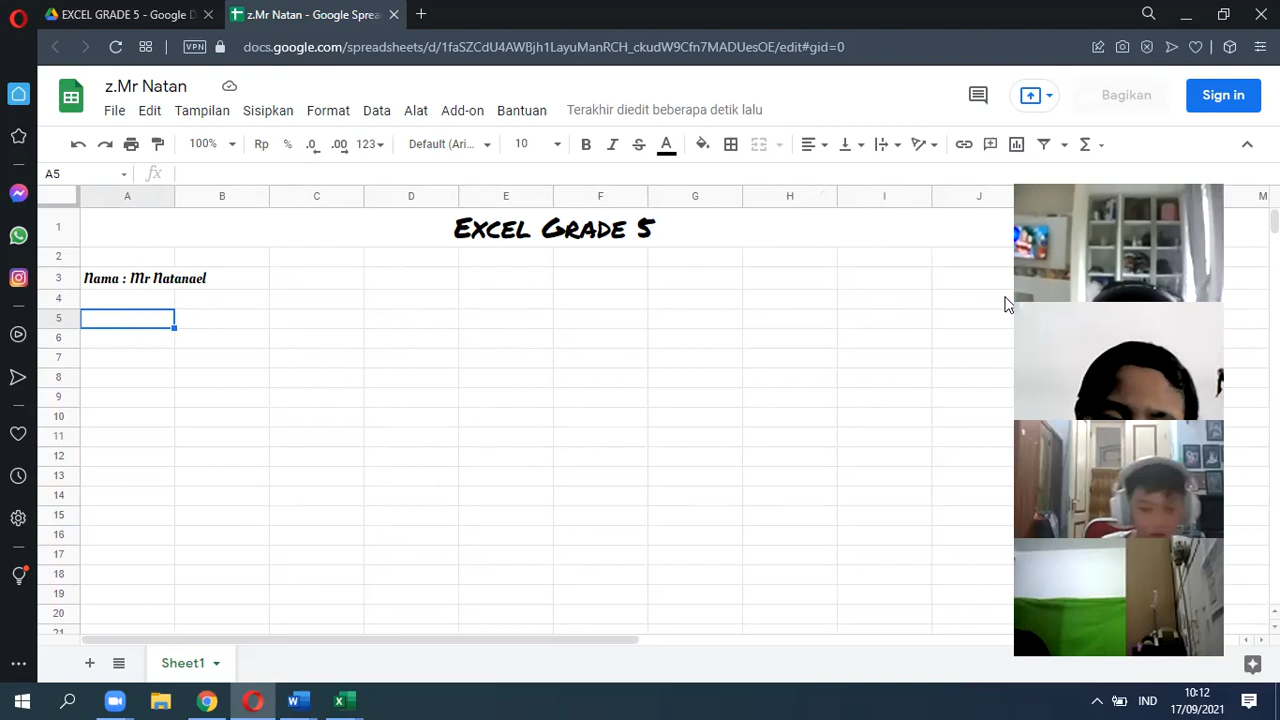 EXCEL GRADE 5 - Google D
z.Mr Natan - Google Sprea
VPN
docs.google.com/spreadsheets/d/1faSZCdU4AWBjh1LayuManRCH_ckudW9Cfn7MADUesOE/edit#gid=0
z.Mr Natan
Bagikan
Sign in
File Edit Tampilan Sisipkan Format Data Alat Add-on Bantuan Terakhir diedit beberapa detik lalu
100% Rp % .0 .00 123 Default (Ari... 10 B I S A Σ
A5 fx
A B C D E F G H I J M
1 Excel Grade 5
2
3 Nama : Mr Natanael
4
5
6
7
8
9
10
11
12
13
14
15
16
17
18
19
20
21
Sheet1
IND
10:12
17/09/2021